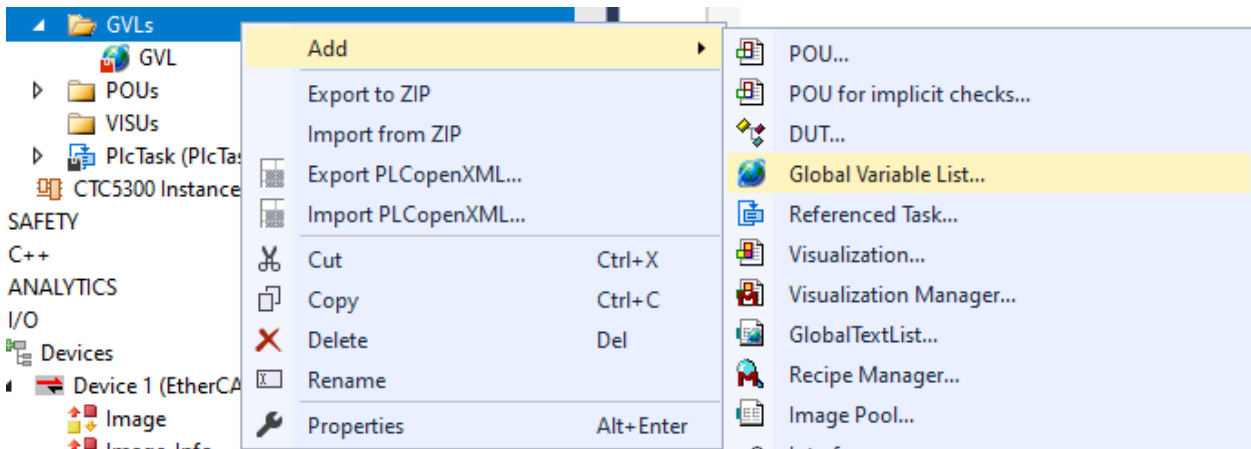 GVLs
GVL
POUs
VISUs
PlcTask (PlcTas
CTC5300 Instance
SAFETY
C++
ANALYTICS
I/O
Devices
Device 1 (EtherCA
Image
Image-Info
Add
Export to ZIP
Import from ZIP
Export PLCopenXML...
Import PLCopenXML...
Cut Ctrl+X
Copy Ctrl+C
Delete Del
Rename
Properties Alt+Enter
POU...
POU for implicit checks...
DUT...
Global Variable List...
Referenced Task...
Visualization...
Visualization Manager...
GlobalTextList...
Recipe Manager...
Image Pool...